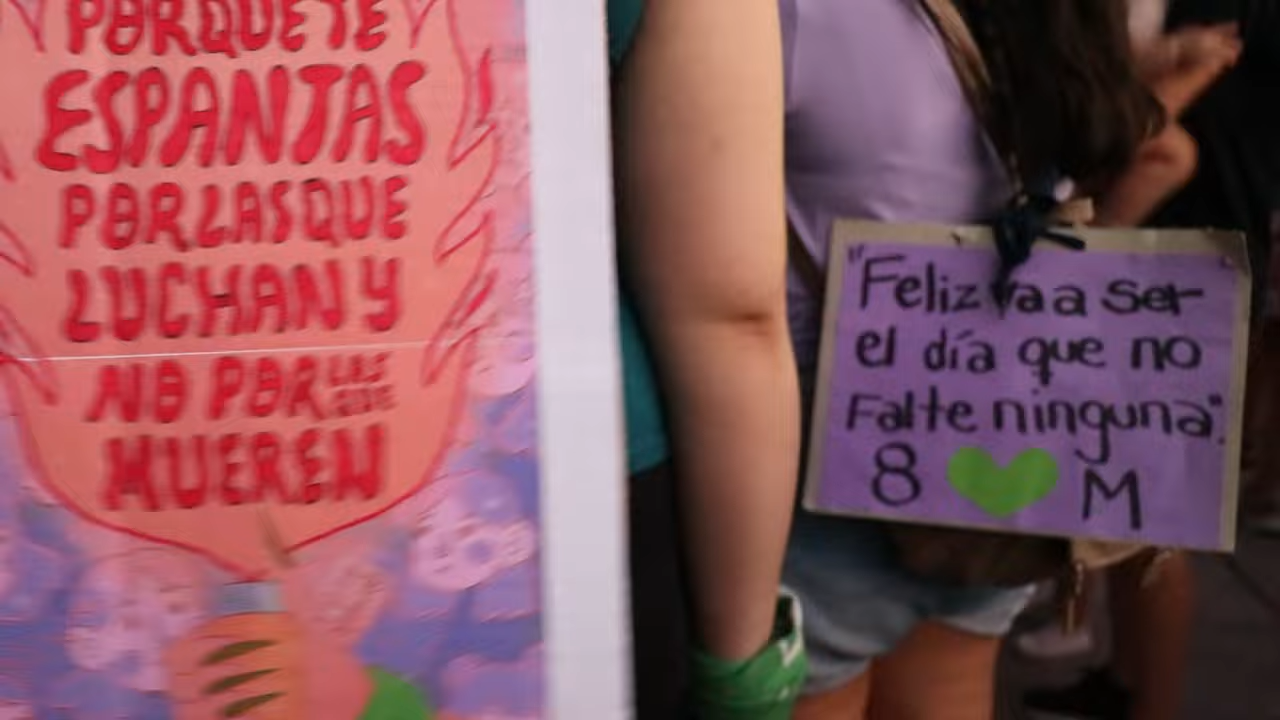 PORQUE TE
ESPANTAS
POR LAS QUE
LUCHAN Y
NO POR LAS QUE
MUEREN
"Feliz va a ser
el día que no
Falte ninguna".
8 M